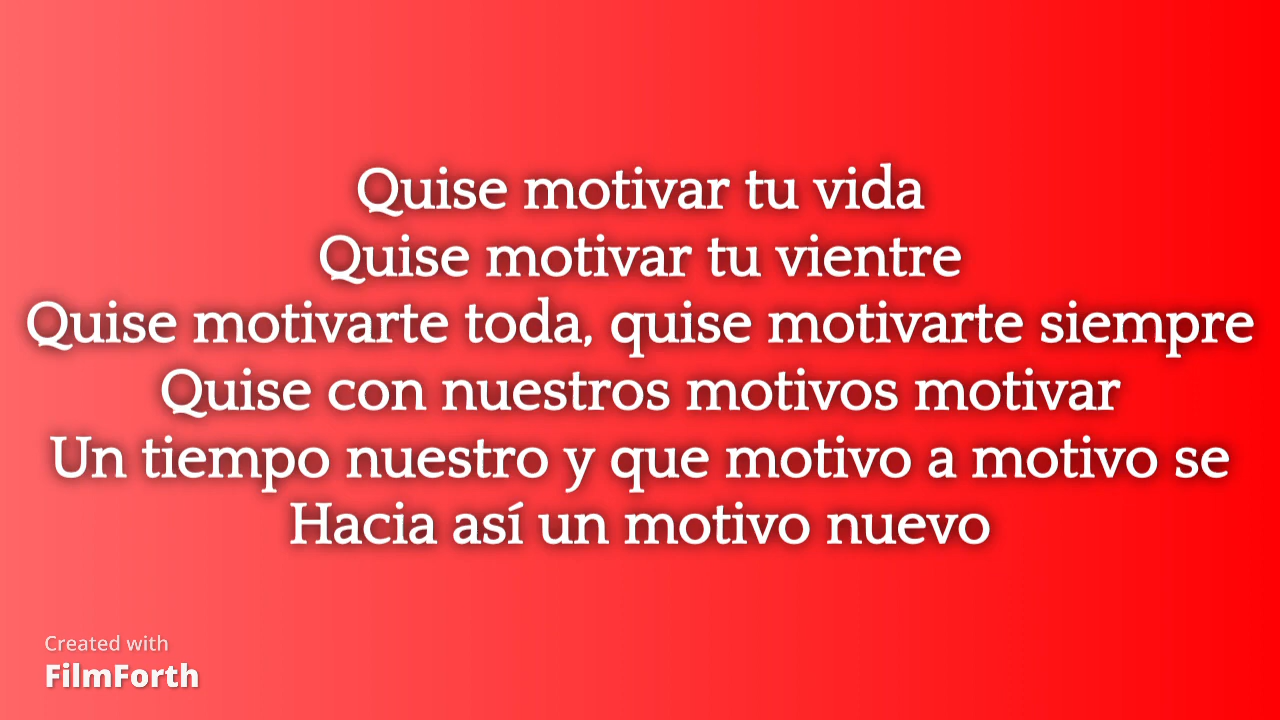 Quise motivar tu vida
Quise motivar tu vientre
Quise motivarte toda, quise motivarte siempre
Quise con nuestros motivos motivar
Un tiempo nuestro y que motivo a motivo se
Hacia así un motivo nuevo
Created with
FilmForth